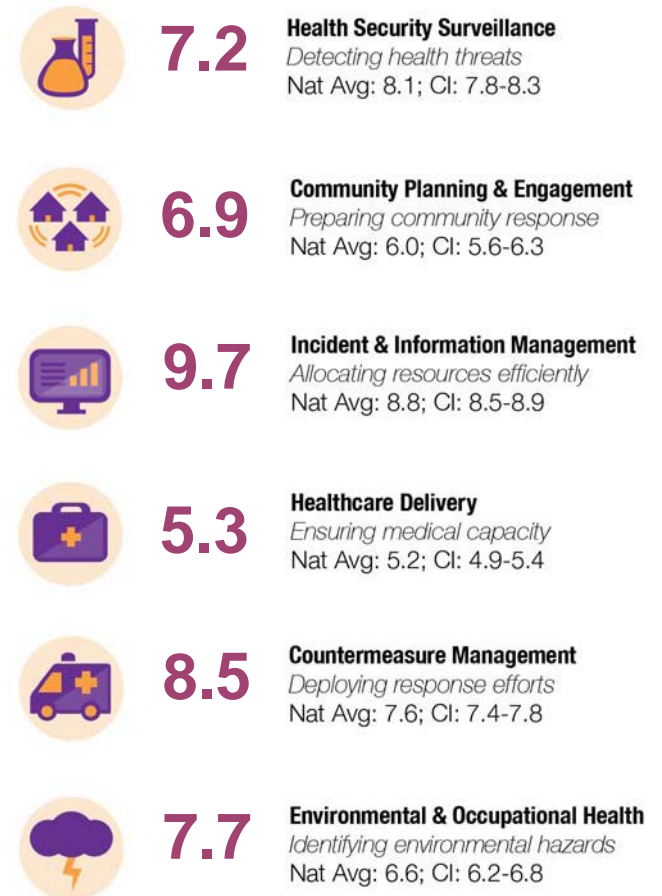 7.2
Health Security Surveillance
Detecting health threats
Nat Avg: 8.1; CI: 7.8-8.3
6.9
Community Planning & Engagement
Preparing community response
Nat Avg: 6.0; CI: 5.6-6.3
9.7
Incident & Information Management
Allocating resources efficiently
Nat Avg: 8.8; CI: 8.5-8.9
5.3
Healthcare Delivery
Ensuring medical capacity
Nat Avg: 5.2; CI: 4.9-5.4
8.5
Countermeasure Management
Deploying response efforts
Nat Avg: 7.6; CI: 7.4-7.8
7.7
Environmental & Occupational Health
Identifying environmental hazards
Nat Avg: 6.6; CI: 6.2-6.8